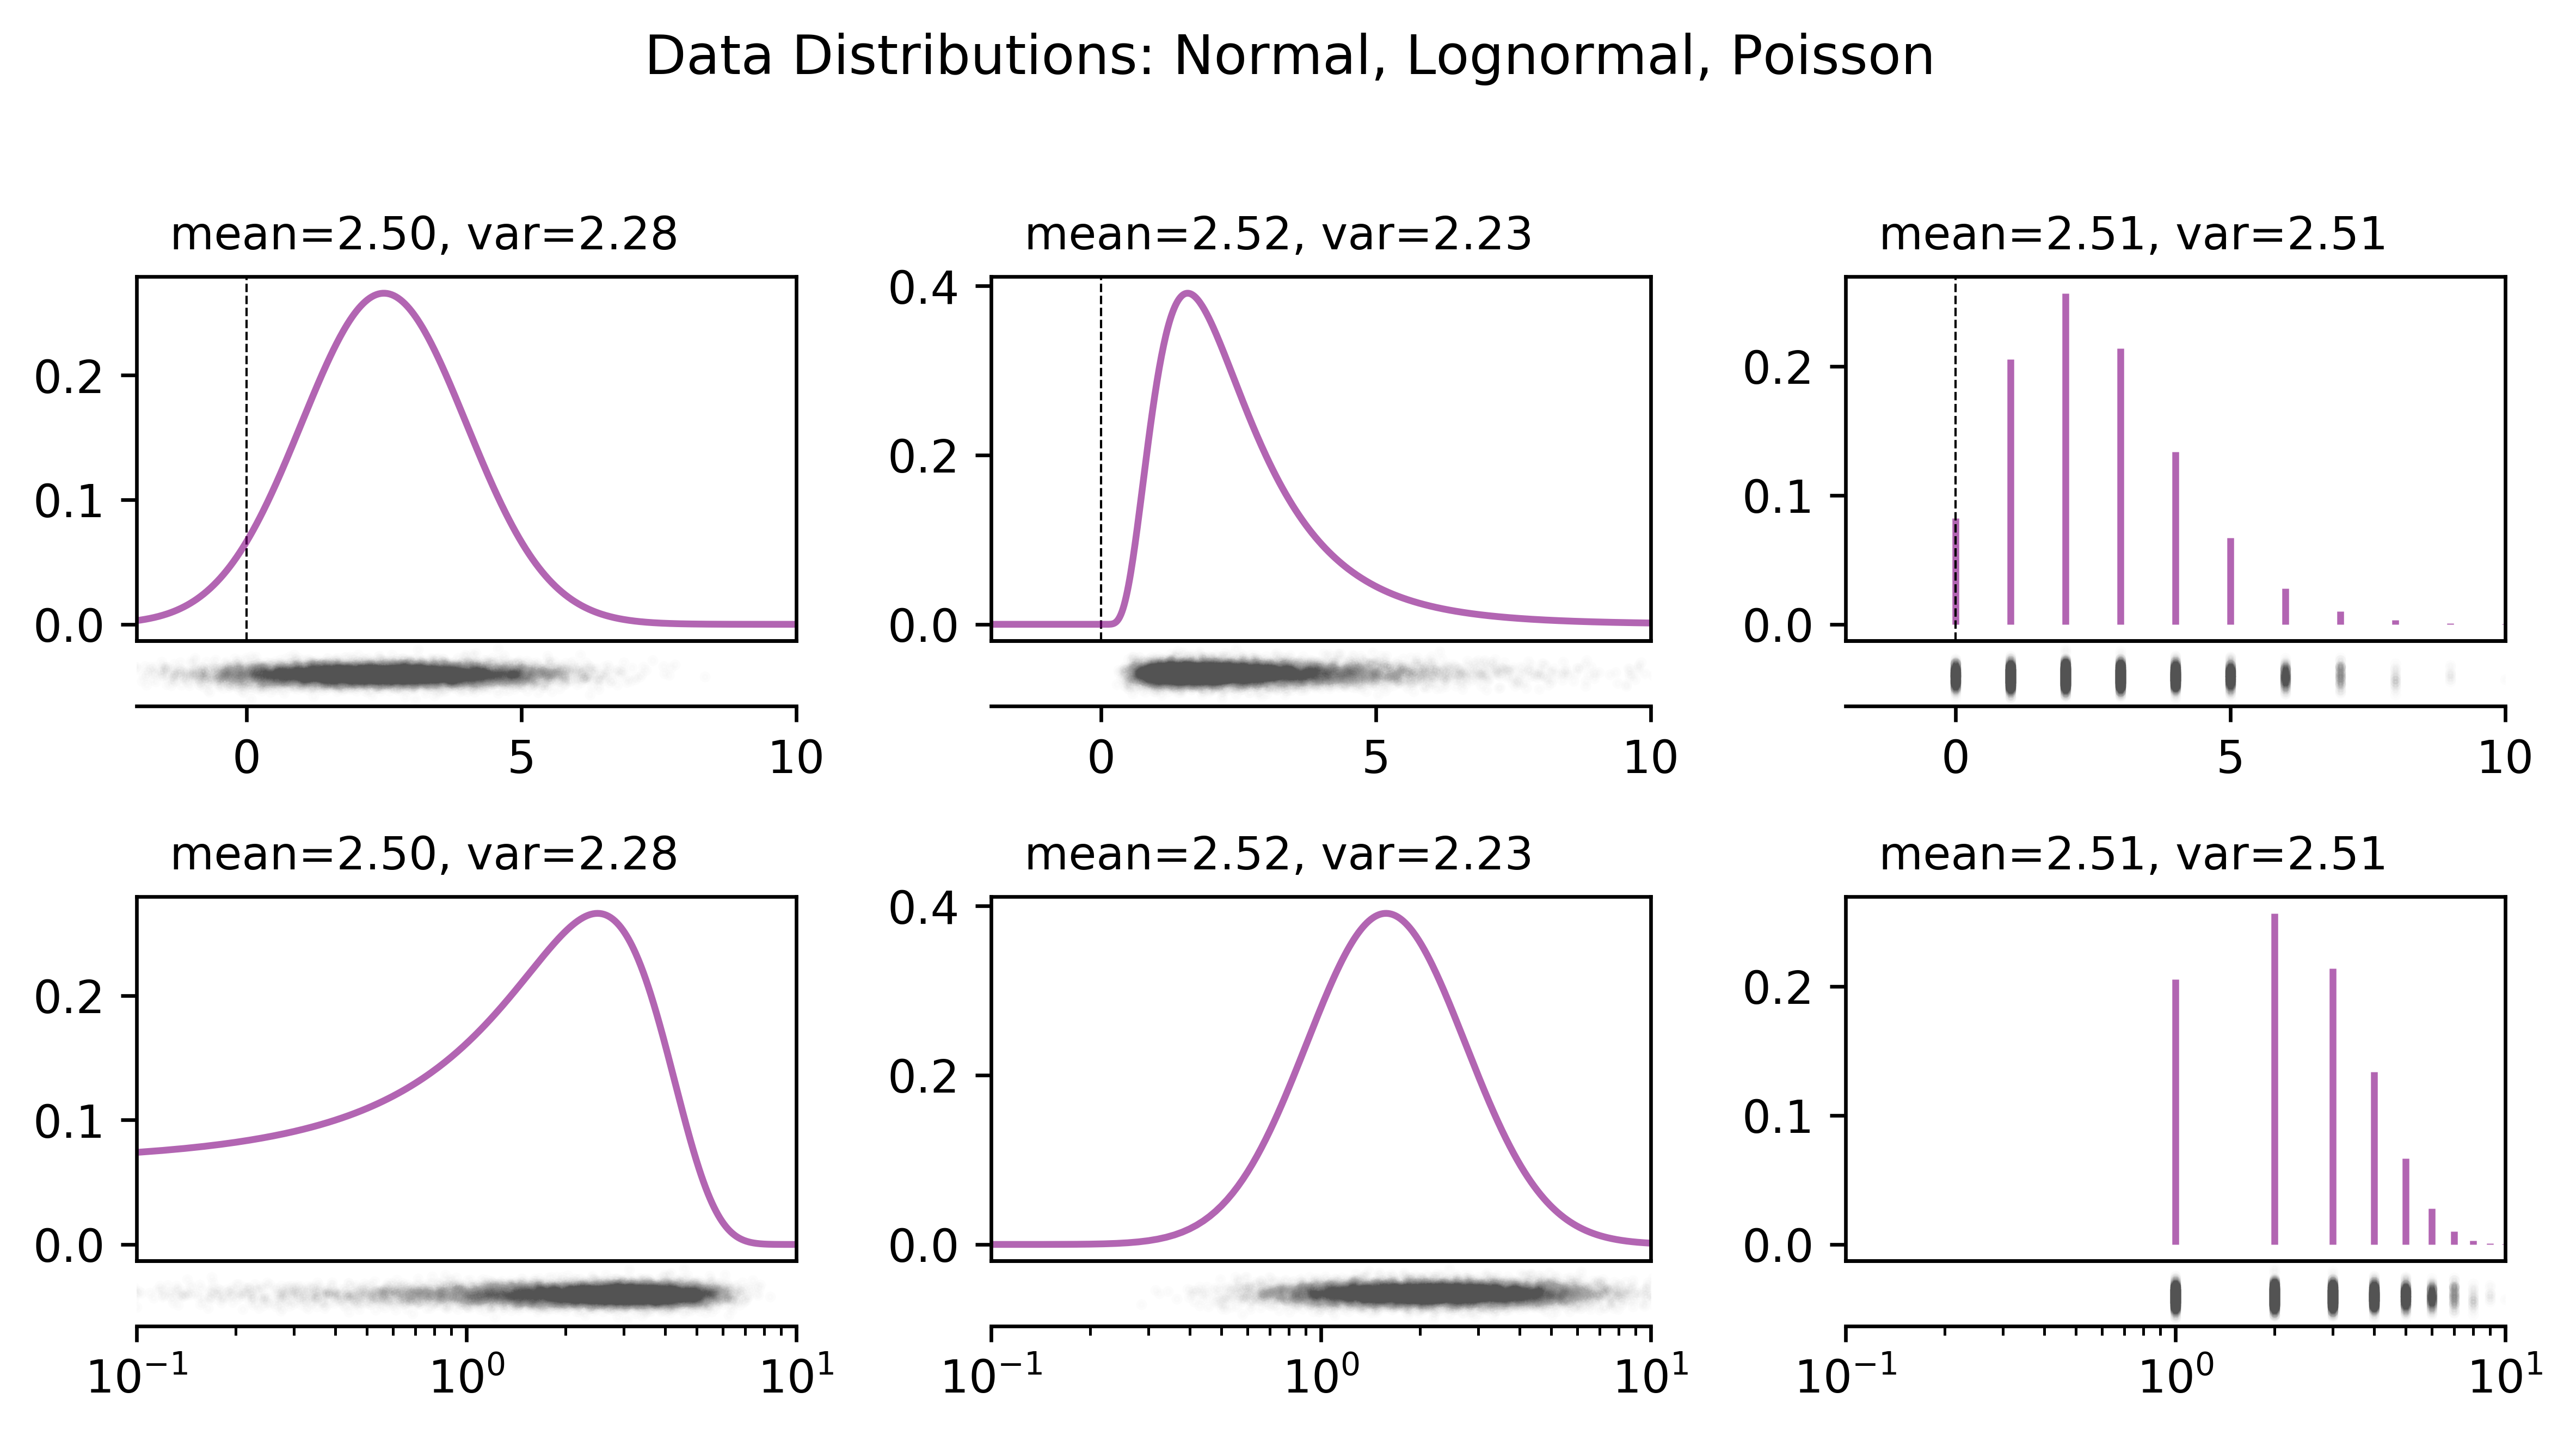 Data Distributions: Normal, Lognormal, Poisson
mean=2.50, var=2.28
0.2
0.1
0.0
0 5 10
mean=2.52, var=2.23
0.4
0.2
0.0
0 5 10
mean=2.51, var=2.51
0.2
0.1
0.0
0 5 10
mean=2.50, var=2.28
0.2
0.1
0.0
10⁻¹ 10⁰ 10¹
mean=2.52, var=2.23
0.4
0.2
0.0
10⁻¹ 10⁰ 10¹
mean=2.51, var=2.51
0.2
0.1
0.0
10⁻¹ 10⁰ 10¹